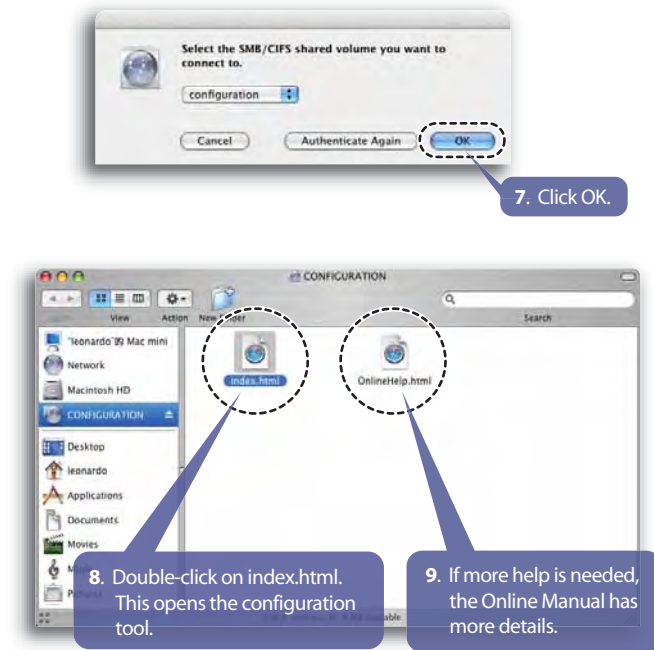 Select the SMB/CIFS shared volume you want to
connect to.
configuration
Cancel
Authenticate Again
OK
7. Click OK.
CONFIGURATION
View
Action
New Folder
Search
"leonardo"的 Mac mini
Network
Macintosh HD
CONFIGURATION
Desktop
leonardo
Applications
Documents
Movies
index.html
OnlineHelp.html
8. Double-click on index.html.
This opens the configuration
tool.
9. If more help is needed,
the Online Manual has
more details.